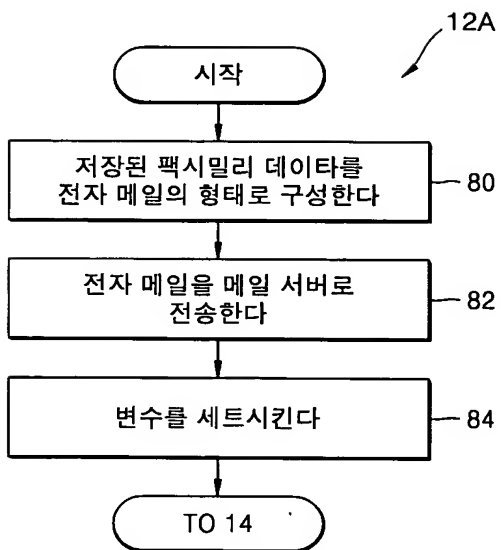 12A
시작
저장된 팩시밀리 데이타를
전자 메일의 형태로 구성한다
80
전자 메일을 메일 서버로
전송한다
82
변수를 세트시킨다
84
TO 14